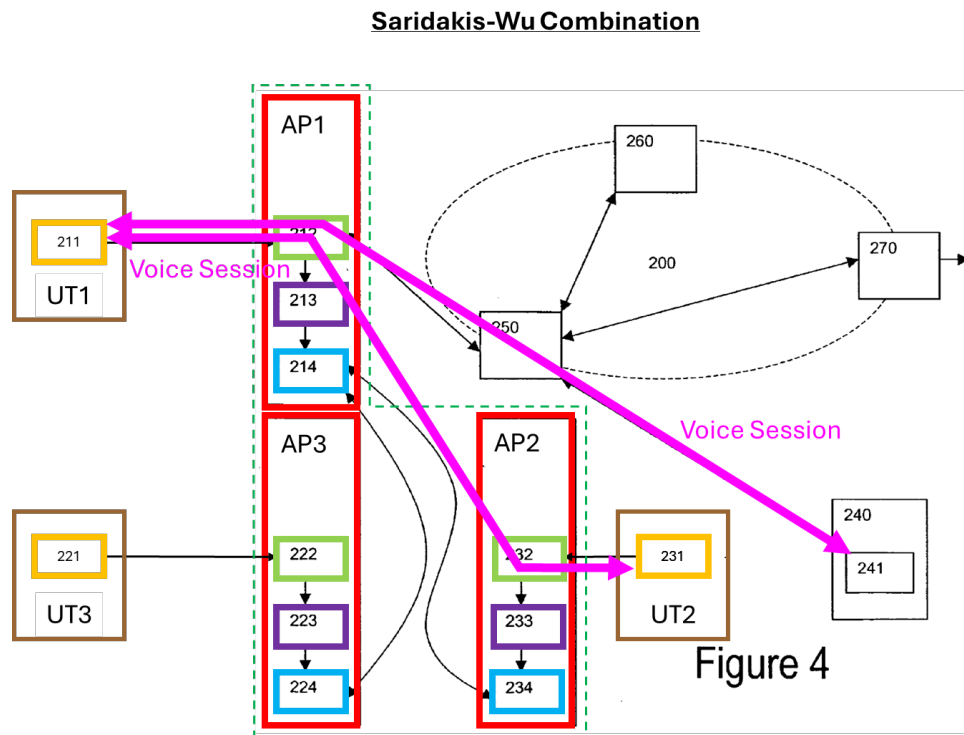 Saridakis-Wu Combination
AP1
260
211
212
200
270
Voice Session
UT1
213
250
214
Voice Session
AP3
AP2
240
221
222
232
231
241
UT3
223
233
UT2
Figure 4
224
234